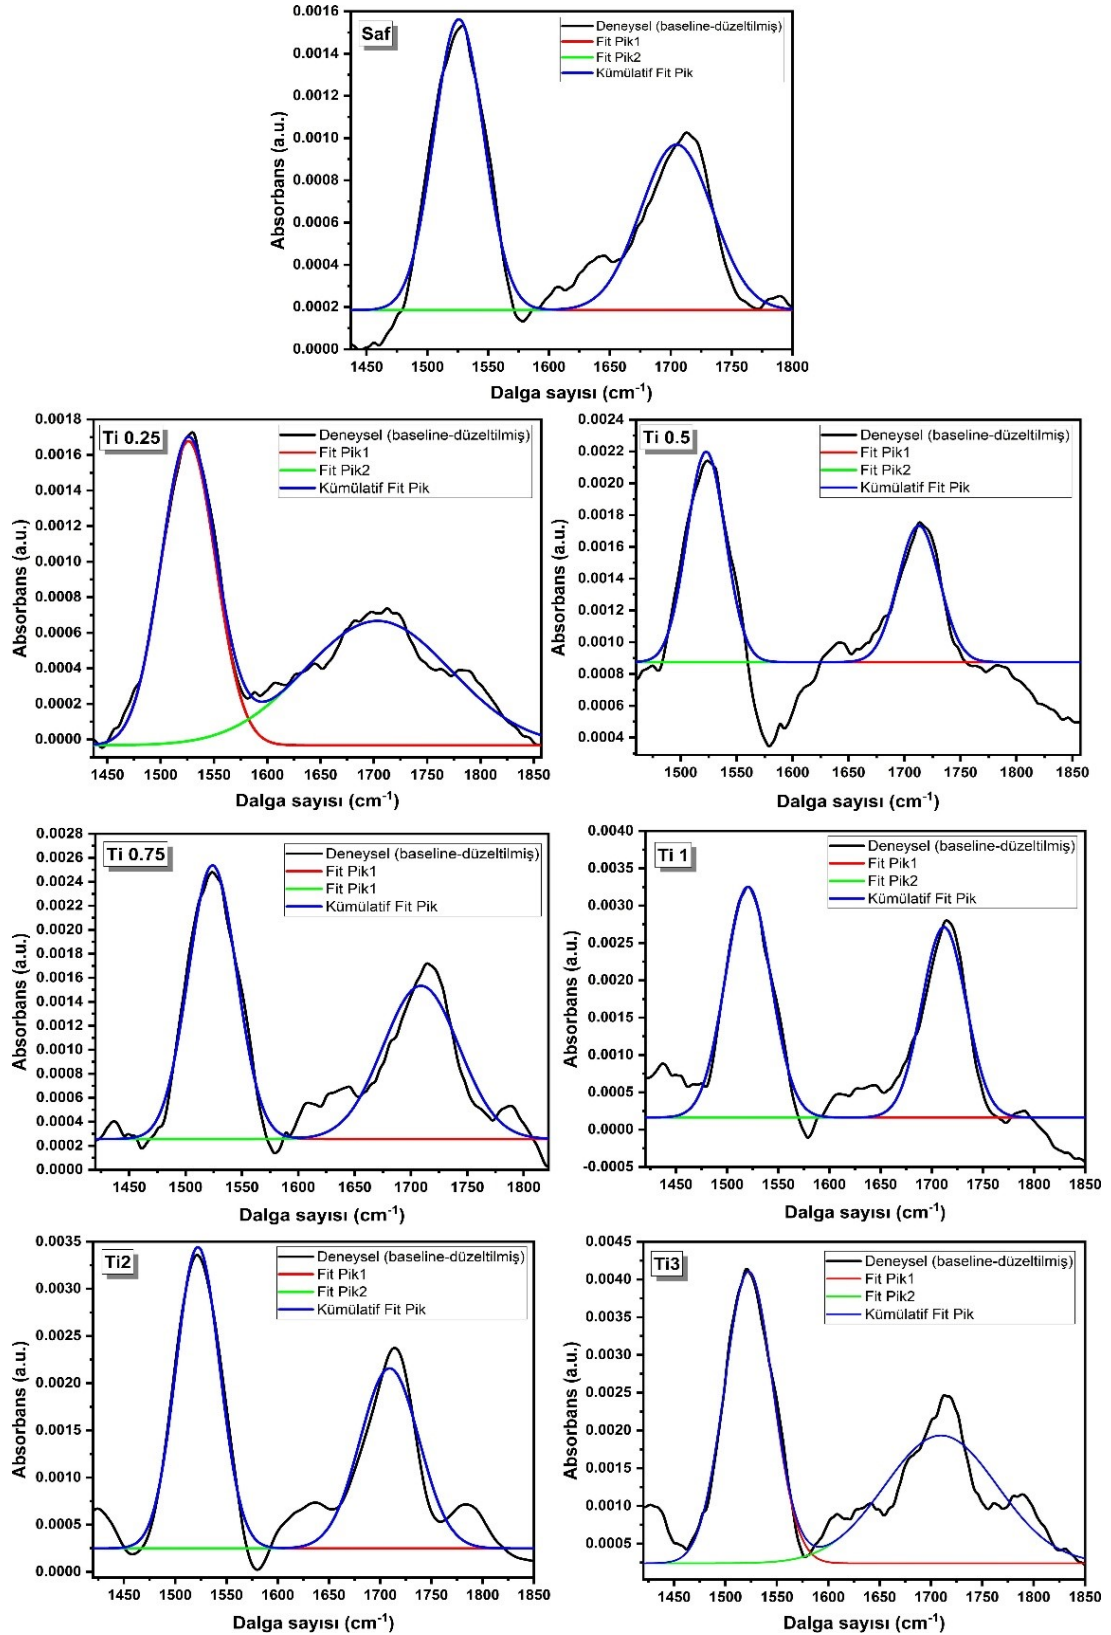 Saf
Deneysel (baseline-düzeltilmiş)
Fit Pik1
Fit Pik2
Kümülatif Fit Pik
Absorbans (a.u.)
0.0016
0.0014
0.0012
0.0010
0.0008
0.0006
0.0004
0.0002
0.0000
1450 1500 1550 1600 1650 1700 1750 1800
Dalga sayısı (cm⁻¹)
Ti 0.25
Deneysel (baseline-düzeltilmiş)
Fit Pik1
Fit Pik2
Kümülatif Fit Pik
Absorbans (a.u.)
0.0018
0.0016
0.0014
0.0012
0.0010
0.0008
0.0006
0.0004
0.0002
0.0000
1450 1500 1550 1600 1650 1700 1750 1800 1850
Dalga sayısı (cm⁻¹)
Ti 0.5
Deneysel (baseline-düzeltilmiş)
Fit Pik1
Fit Pik2
Kümülatif Fit Pik
Absorbans (a.u.)
0.0024
0.0022
0.0020
0.0018
0.0016
0.0014
0.0012
0.0010
0.0008
0.0006
0.0004
1500 1550 1600 1650 1700 1750 1800 1850
Dalga sayısı (cm⁻¹)
Ti 0.75
Deneysel (baseline-düzeltilmiş)
Fit Pik1
Fit Pik1
Kümülatif Fit Pik
Absorbans (a.u.)
0.0028
0.0026
0.0024
0.0022
0.0020
0.0018
0.0016
0.0014
0.0012
0.0010
0.0008
0.0006
0.0004
0.0002
0.0000
1450 1500 1550 1600 1650 1700 1750 1800
Dalga sayısı (cm⁻¹)
Ti 1
Deneysel (baseline-düzeltilmiş)
Fit Pik1
Fit Pik2
Kümülatif Fit Pik
Absorbans (a.u.)
0.0040
0.0035
0.0030
0.0025
0.0020
0.0015
0.0010
0.0005
0.0000
-0.0005
1450 1500 1550 1600 1650 1700 1750 1800 1850
Dalga sayısı (cm⁻¹)
Ti2
Deneysel (baseline-düzeltilmiş)
Fit Pik1
Fit Pik2
Kümülatif Fit Pik
Absorbans (a.u.)
0.0035
0.0030
0.0025
0.0020
0.0015
0.0010
0.0005
0.0000
1450 1500 1550 1600 1650 1700 1750 1800 1850
Dalga sayısı (cm⁻¹)
Ti3
Deneysel (baseline-düzeltilmiş)
Fit Pik1
Fit Pik2
Kümülatif Fit Pik
Absorbans (a.u.)
0.0045
0.0040
0.0035
0.0030
0.0025
0.0020
0.0015
0.0010
0.0005
1450 1500 1550 1600 1650 1700 1750 1800 1850
Dalga sayısı (cm⁻¹)